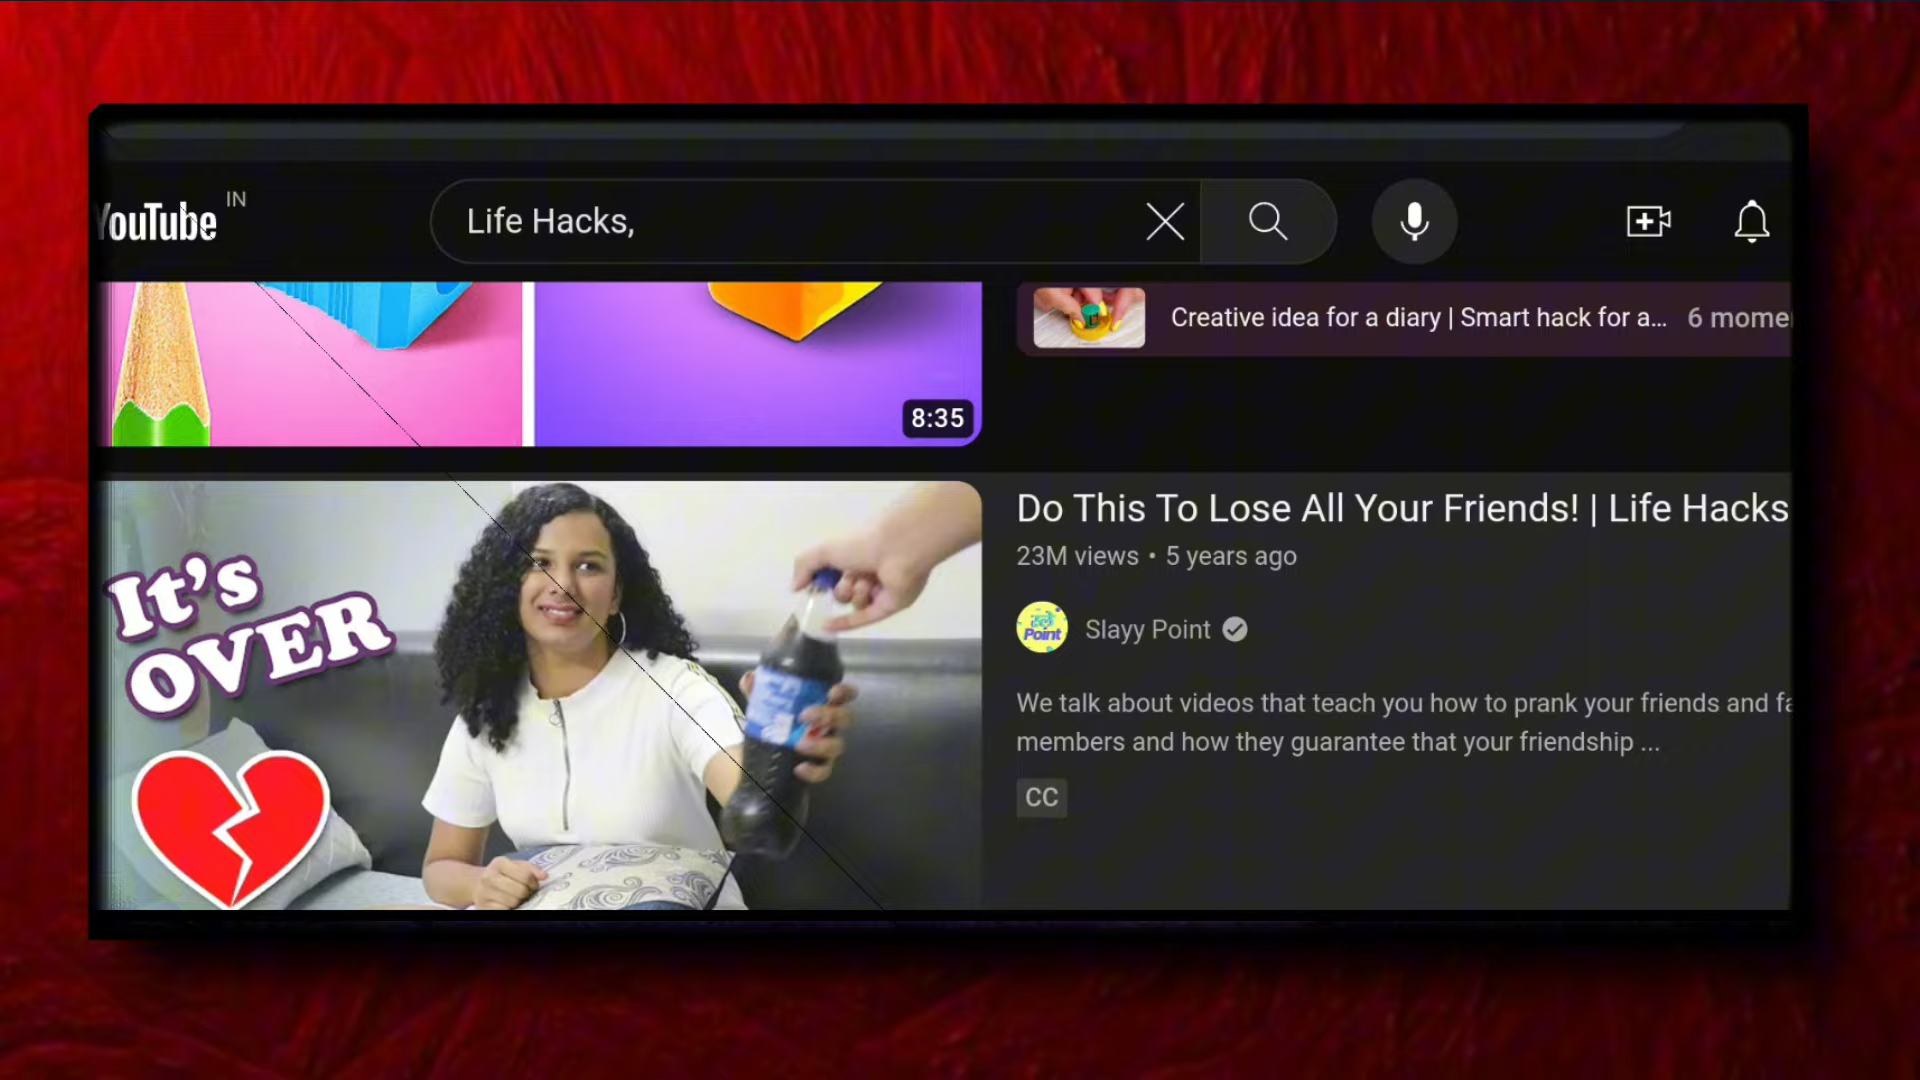 YouTube IN
Life Hacks,
Creative idea for a diary | Smart hack for a... 6 mome
8:35
It's
OVER
Do This To Lose All Your Friends! | Life Hacks
23M views • 5 years ago
Point
Slayy Point
We talk about videos that teach you how to prank your friends and fa
members and how they guarantee that your friendship ...
CC